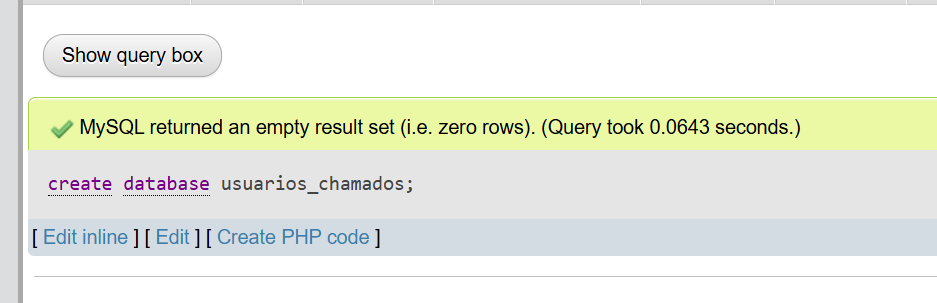 Show query box
MySQL returned an empty result set (i.e. zero rows). (Query took 0.0643 seconds.)
create database usuarios_chamados;
[ Edit inline ] [ Edit ] [ Create PHP code ]